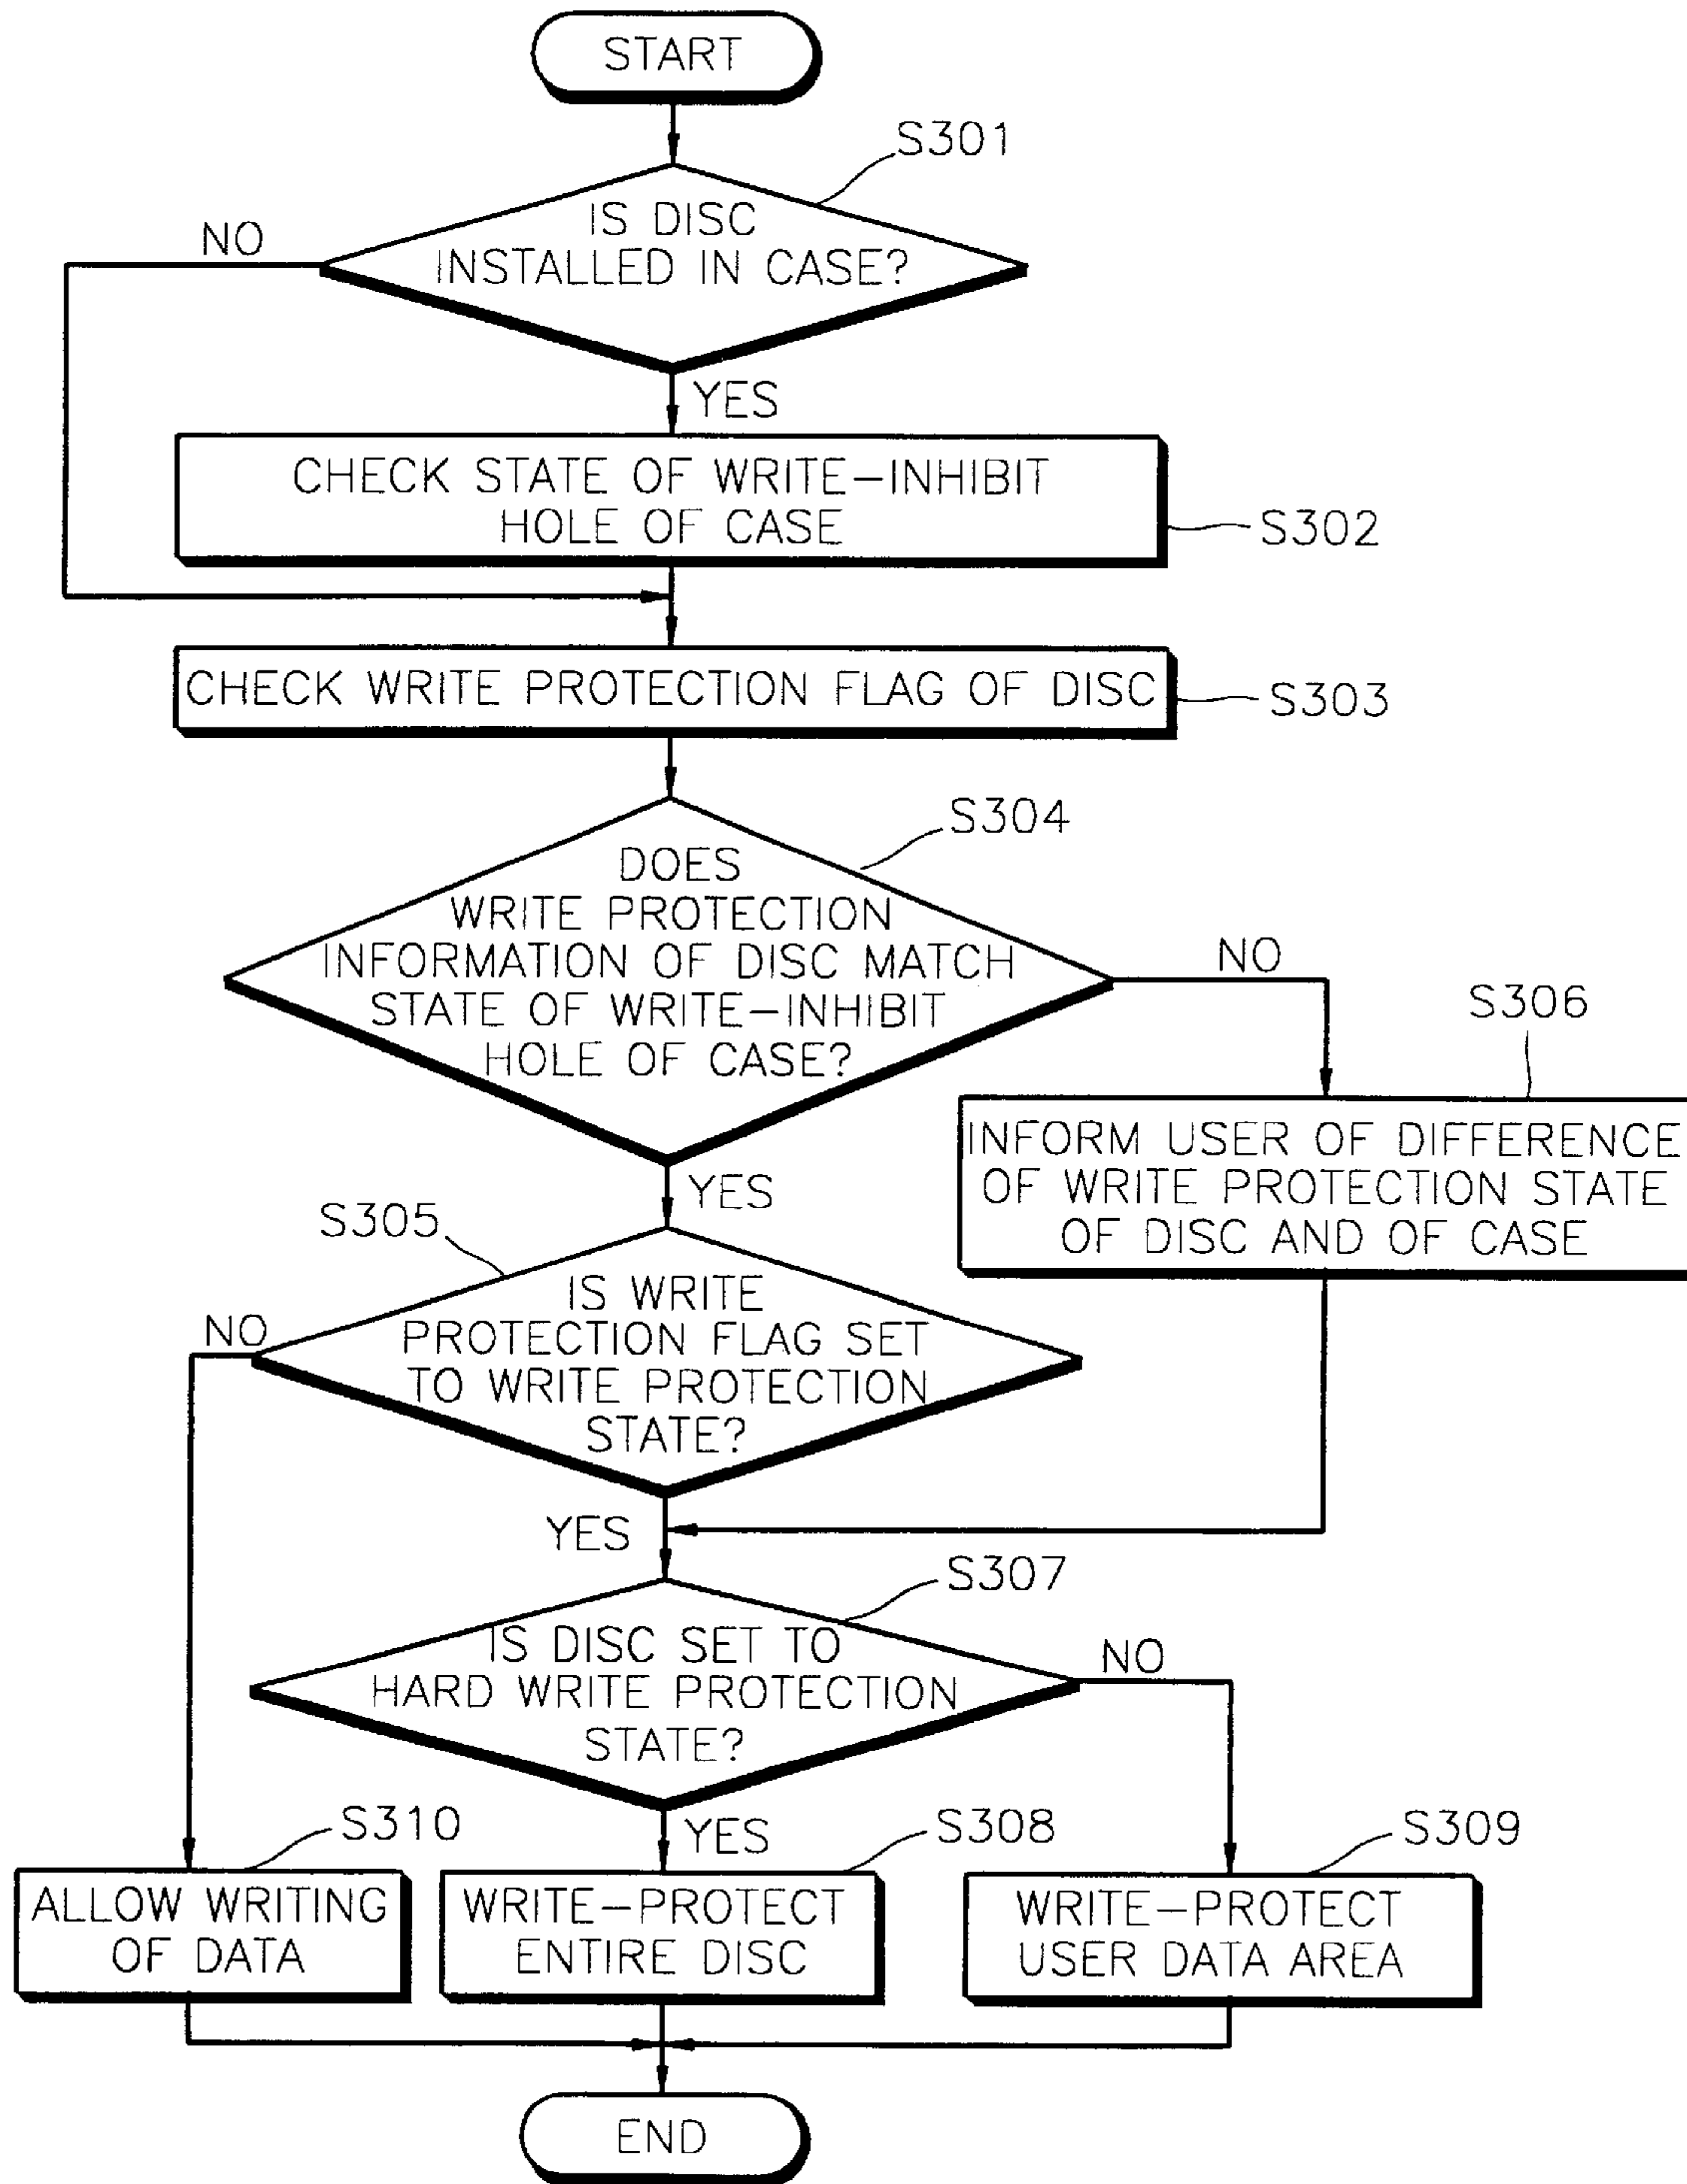 START
S301
IS DISC
INSTALLED IN CASE?
NO
YES
CHECK STATE OF WRITE-INHIBIT
HOLE OF CASE
S302
CHECK WRITE PROTECTION FLAG OF DISC
S303
S304
DOES
WRITE PROTECTION
INFORMATION OF DISC MATCH
STATE OF WRITE-INHIBIT
HOLE OF CASE?
NO
YES
S306
INFORM USER OF DIFFERENCE
OF WRITE PROTECTION STATE
OF DISC AND OF CASE
S305
IS WRITE
PROTECTION FLAG SET
TO WRITE PROTECTION
STATE?
NO
YES
S307
IS DISC SET TO
HARD WRITE PROTECTION
STATE?
NO
YES
S310
ALLOW WRITING
OF DATA
S308
WRITE-PROTECT
ENTIRE DISC
S309
WRITE-PROTECT
USER DATA AREA
END